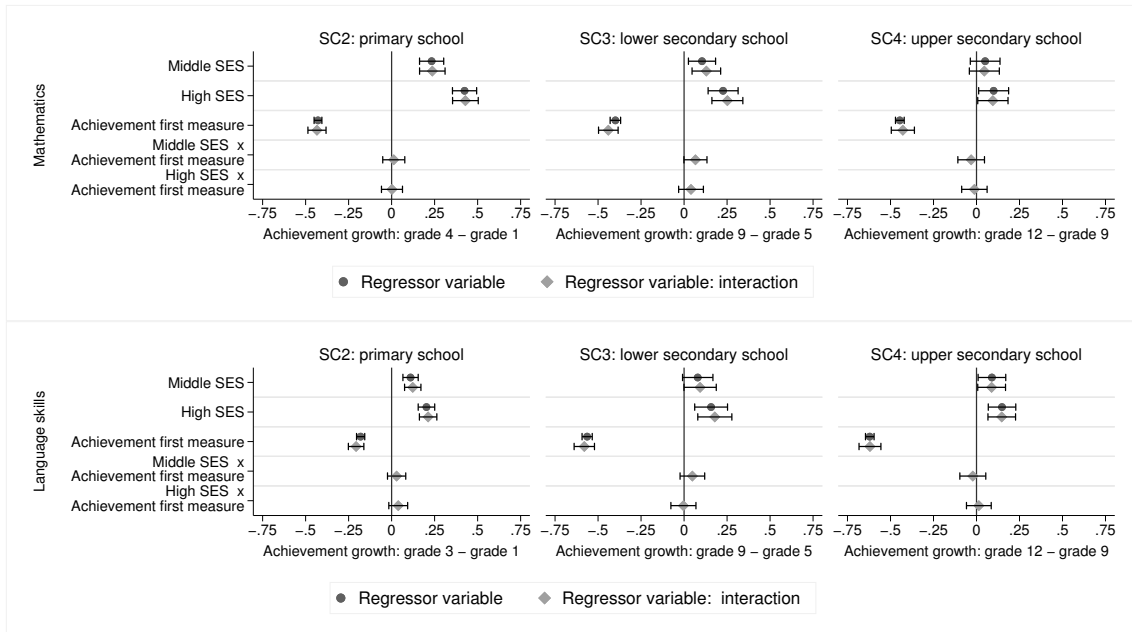 SC2: primary school
SC3: lower secondary school
SC4: upper secondary school
Mathematics
Middle SES
High SES
Achievement first measure
Middle SES x
Achievement first measure
High SES x
Achievement first measure
−.75 −.5 −.25 0 .25 .5 .75
−.75 −.5 −.25 0 .25 .5 .75
−.75 −.5 −.25 0 .25 .5 .75
Achievement growth: grade 4 − grade 1
Achievement growth: grade 9 − grade 5
Achievement growth: grade 12 − grade 9
Regressor variable
Regressor variable: interaction
SC2: primary school
SC3: lower secondary school
SC4: upper secondary school
Language skills
Middle SES
High SES
Achievement first measure
Middle SES x
Achievement first measure
High SES x
Achievement first measure
−.75 −.5 −.25 0 .25 .5 .75
−.75 −.5 −.25 0 .25 .5 .75
−.75 −.5 −.25 0 .25 .5 .75
Achievement growth: grade 3 − grade 1
Achievement growth: grade 9 − grade 5
Achievement growth: grade 12 − grade 9
Regressor variable
Regressor variable: interaction